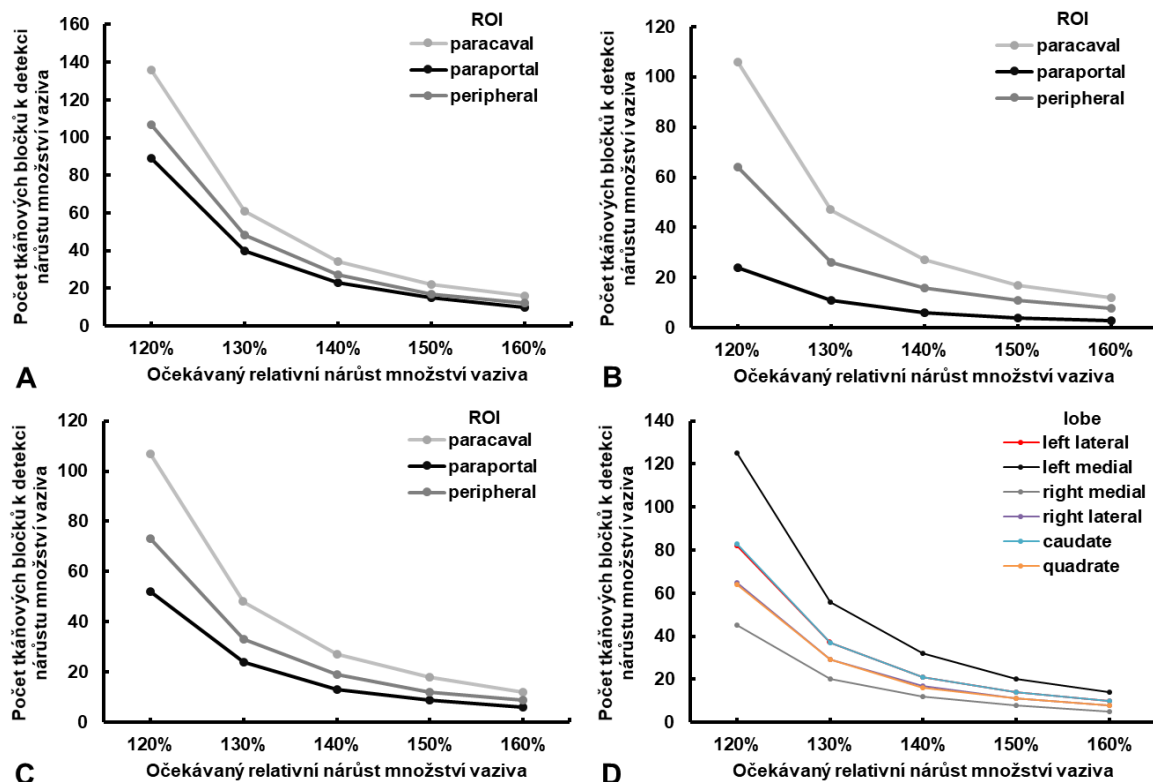 Počet tkáňových bločků k detekci
nárůstu množství vaziva
160
140
120
100
80
60
40
20
0
ROI
paracaval
paraportal
peripheral
120% 130% 140% 150% 160%
Očekávaný relativní nárůst množství vaziva
A
Počet tkáňových bločků k detekci
nárůstu množství vaziva
120
100
80
60
40
20
0
ROI
paracaval
paraportal
peripheral
120% 130% 140% 150% 160%
Očekávaný relativní nárůst množství vaziva
B
Počet tkáňových bločků k detekci
nárůstu množství vaziva
120
100
80
60
40
20
0
ROI
paracaval
paraportal
peripheral
120% 130% 140% 150% 160%
Očekávaný relativní nárůst množství vaziva
C
Počet tkáňových bločků k detekci
nárůstu množství vaziva
140
120
100
80
60
40
20
0
lobe
left lateral
left medial
right medial
right lateral
caudate
quadrate
120% 130% 140% 150% 160%
Očekávaný relativní nárůst množství vaziva
D